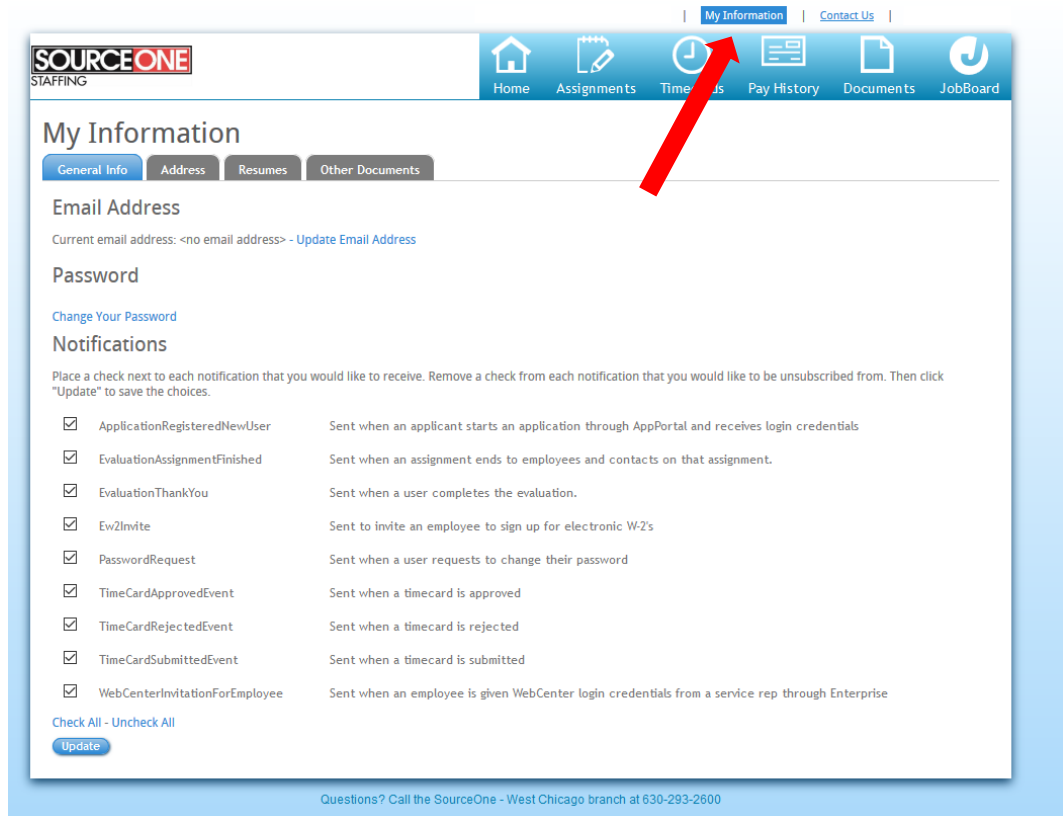 | My Information | Contact Us |
SOURCEONE
STAFFING
Home Assignments Pay History Documents JobBoard
My Information
General Info Address Resumes Other Documents
Email Address
Current email address: <no email address> - Update Email Address
Password
Change Your Password
Notifications
Place a check next to each notification that you would like to receive. Remove a check from each notification that you would like to be unsubscribed from. Then click
"Update" to save the choices.
ApplicationRegisteredNewUser Sent when an applicant starts an application through AppPortal and receives login credentials
EvaluationAssignmentFinished Sent when an assignment ends to employees and contacts on that assignment.
EvaluationThankYou Sent when a user completes the evaluation.
Ew2Invite Sent to invite an employee to sign up for electronic W-2's
PasswordRequest Sent when a user requests to change their password
TimeCardApprovedEvent Sent when a timecard is approved
TimeCardRejectedEvent Sent when a timecard is rejected
TimeCardSubmittedEvent Sent when a timecard is submitted
WebCenterInvitationForEmployee Sent when an employee is given WebCenter login credentials from a service rep through Enterprise
Check All - Uncheck All
Update
Questions? Call the SourceOne - West Chicago branch at 630-293-2600